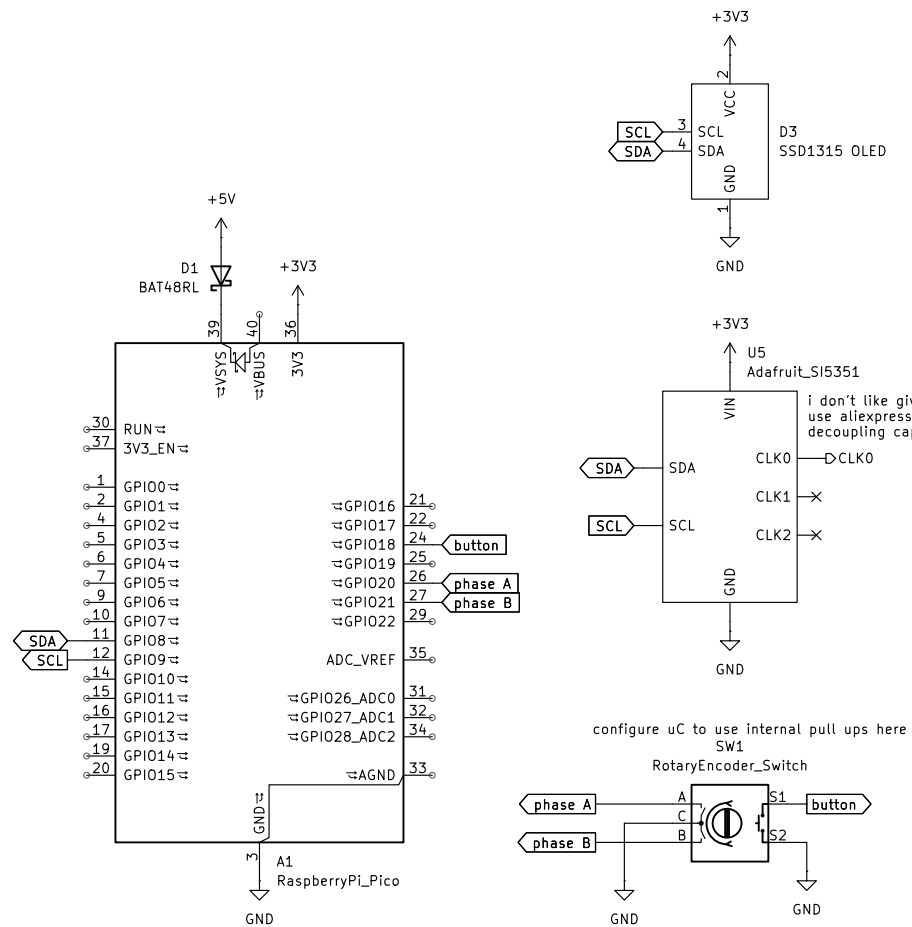 +3V3
2
VCC
SCL 3 SCL
SDA 4 SDA
D3
SSD1315 OLED
GND
1
GND
+5V
D1
BAT48RL
+3V3
39
40
36
VSYS
VBUS
3V3
30 RUN
37 3V3_EN
1 GPIO0
2 GPIO1
4 GPIO2
5 GPIO3
6 GPIO4
7 GPIO5
9 GPIO6
10 GPIO7
SDA 11 GPIO8
SCL 12 GPIO9
14 GPIO10
15 GPIO11
16 GPIO12
17 GPIO13
19 GPIO14
20 GPIO15
GPIO16 21
GPIO17 22
GPIO18 24 button
GPIO19 25
GPIO20 26 phase A
GPIO21 27 phase B
GPIO22 29
ADC_VREF 35
GPIO26_ADC0 31
GPIO27_ADC1 32
GPIO28_ADC2 34
AGND 33
GND
3
A1
RaspberryPi_Pico
GND
+3V3
U5
Adafruit_SI5351
VIN
i don't like
use aliexpress
decoupling
SDA SDA
SCL SCL
CLK0 CLK0
CLK1
CLK2
GND
GND
configure uC to use internal pull ups here
SW1
RotaryEncoder_Switch
phase A A
C
phase B B
S1 button
S2
GND
GND